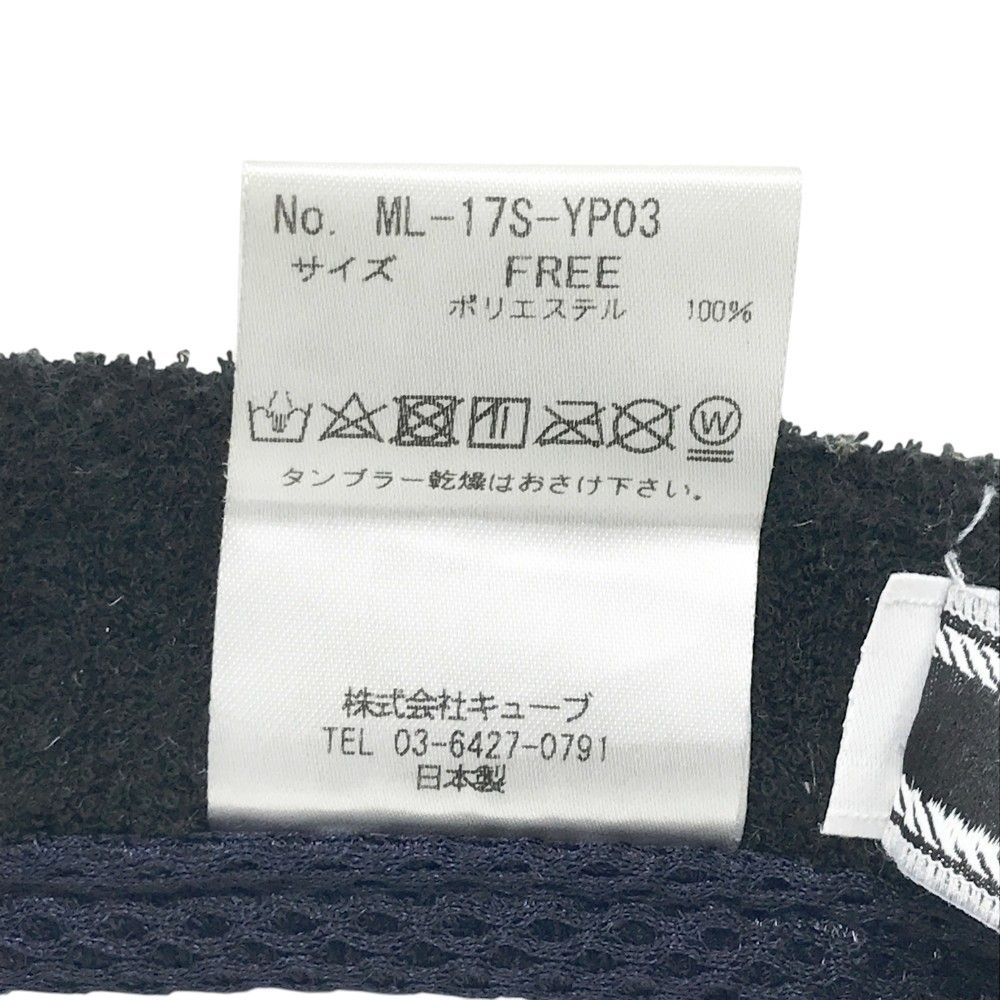 No. ML-17S-YP03
サイズ FREE
ポリエステル 100%
W
タンブラー乾燥はおさけ下さい。
株式会社キューブ
TEL 03-6427-0791
日本製